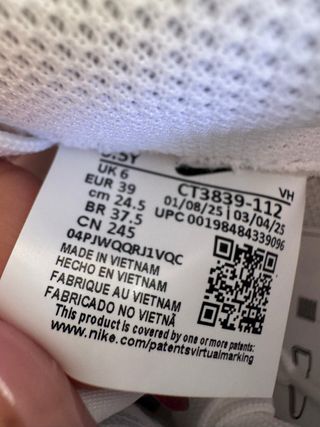 UK 6
EUR 39
cm 24.5
BR 37.5
CN 245
04PJWQQRJ1VQC
VH
CT3839-112
01/08/25 | 03/04/25
UPC 00198484339096
MADE IN VIETNAM
HECHO EN VIETNAM
FABRIQUE AU VIETNAM
FABRICADO NO VIETNÃ
This product is covered by one or more patents:
www.nike.com/patentsvirtualmarking